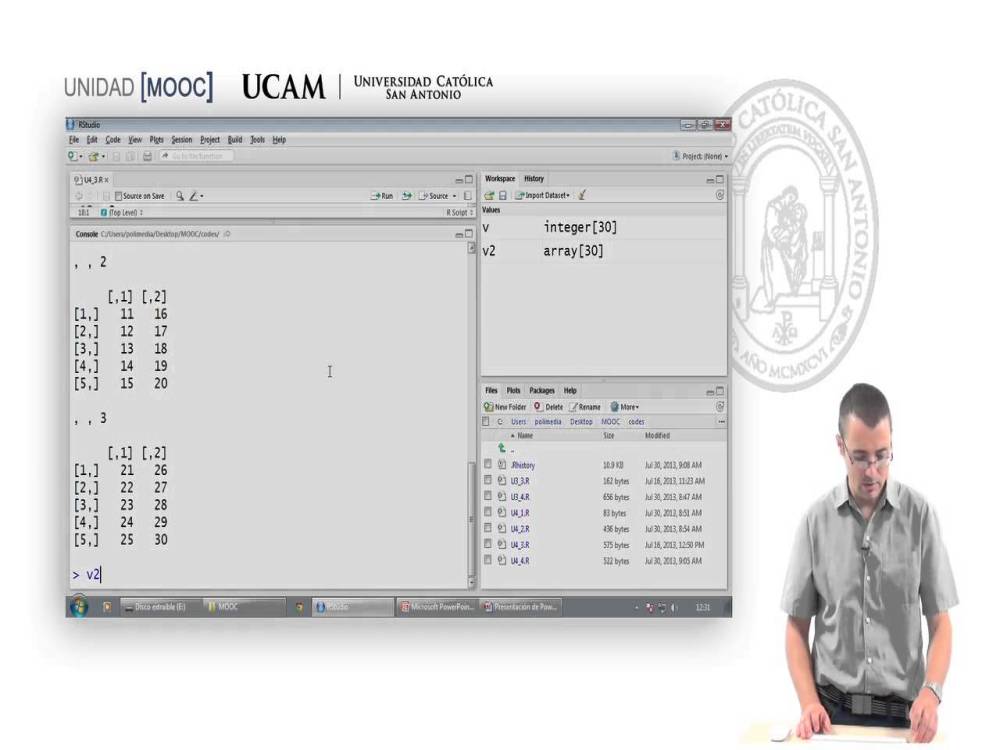 UNIDAD [MOOC] UCAM | UNIVERSIDAD CATÓLICA
SAN ANTONIO
RStudio
File Edit Code View Plots Session Project Build Tools Help
Go to file/function
Project: (None)
U4_3.R ×
Source on Save
Run
Source
18:1 (Top Level)
R Script
Console C:/Users/polimedia/Desktop/MOOC/codes/
, , 2
[,1] [,2]
[1,] 11 16
[2,] 12 17
[3,] 13 18
[4,] 14 19
[5,] 15 20
, , 3
[,1] [,2]
[1,] 21 26
[2,] 22 27
[3,] 23 28
[4,] 24 29
[5,] 25 30
> v2
Workspace History
Import Dataset
Values
v integer[30]
v2 array[30]
Files Plots Packages Help
New Folder Delete Rename More
C: Users polimedia Desktop MOOC codes
Name Size Modified
..
.Rhistory 10.9 KB Jul 30, 2013, 9:08 AM
U3_3.R 162 bytes Jul 16, 2013, 11:23 AM
U3_4.R 656 bytes Jul 30, 2013, 8:47 AM
U4_1.R 83 bytes Jul 30, 2013, 8:51 AM
U4_2.R 436 bytes Jul 30, 2013, 8:54 AM
U4_3.R 575 bytes Jul 16, 2013, 12:50 PM
U4_4.R 522 bytes Jul 30, 2013, 9:05 AM
Disco extraíble (E:) MOOC RStudio Microsoft PowerPoin... Presentación de Pow... 12:31
CATÓLICA SAN ANTONIO
AÑO MCMXCVI